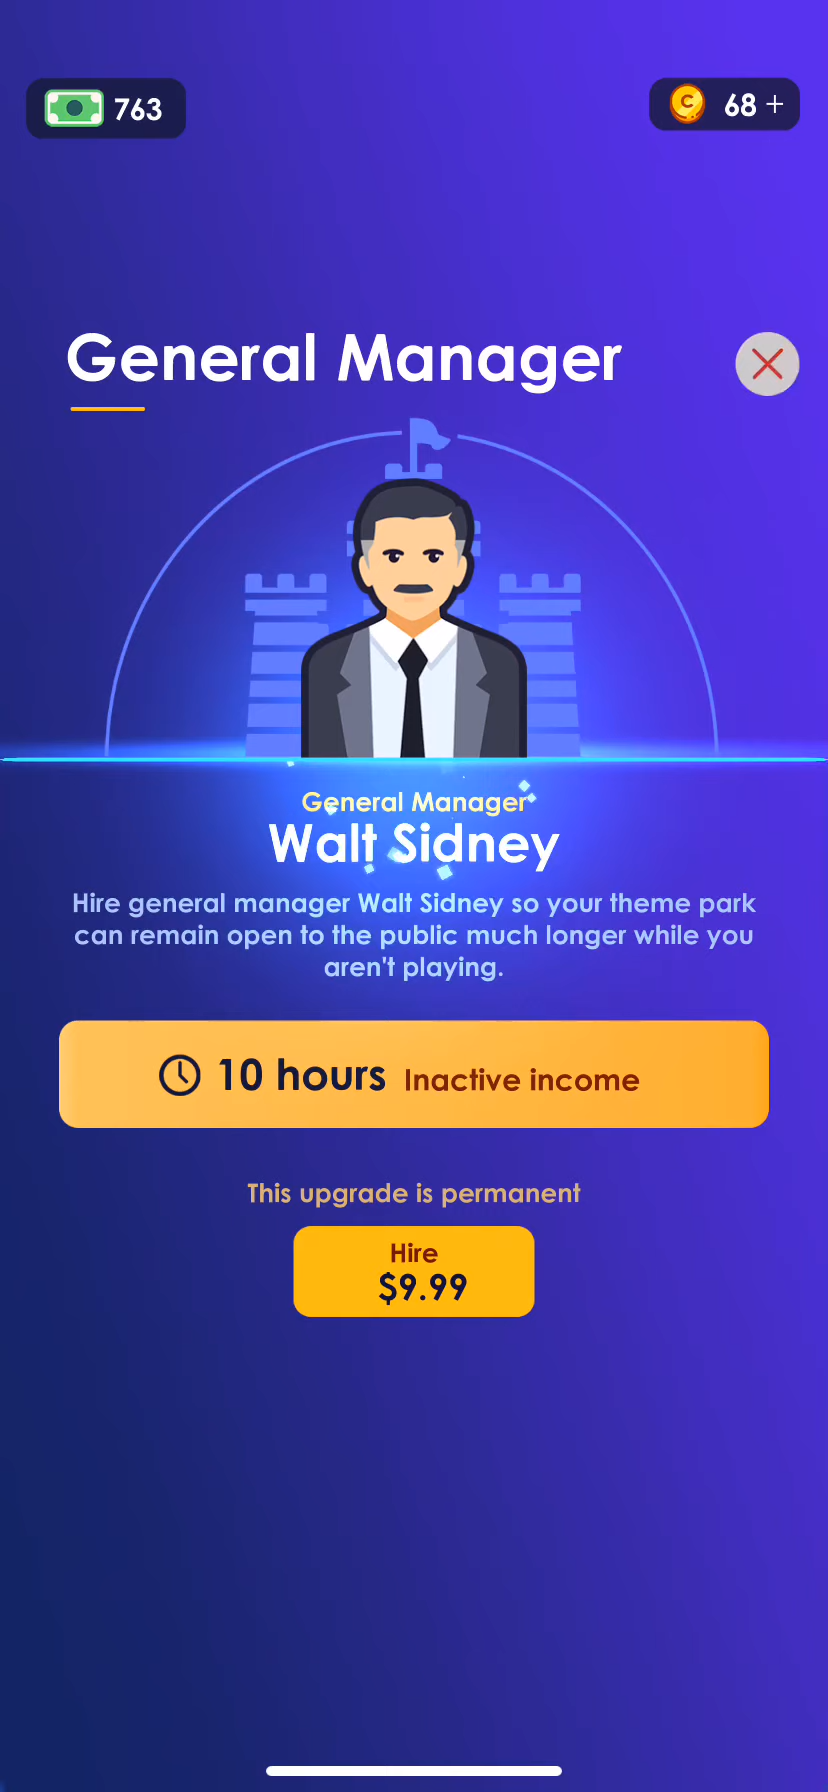 763
68 +
General Manager
General Manager
Walt Sidney
Hire general manager Walt Sidney so your theme park
can remain open to the public much longer while you
aren't playing.
10 hours Inactive income
This upgrade is permanent
Hire
$9.99